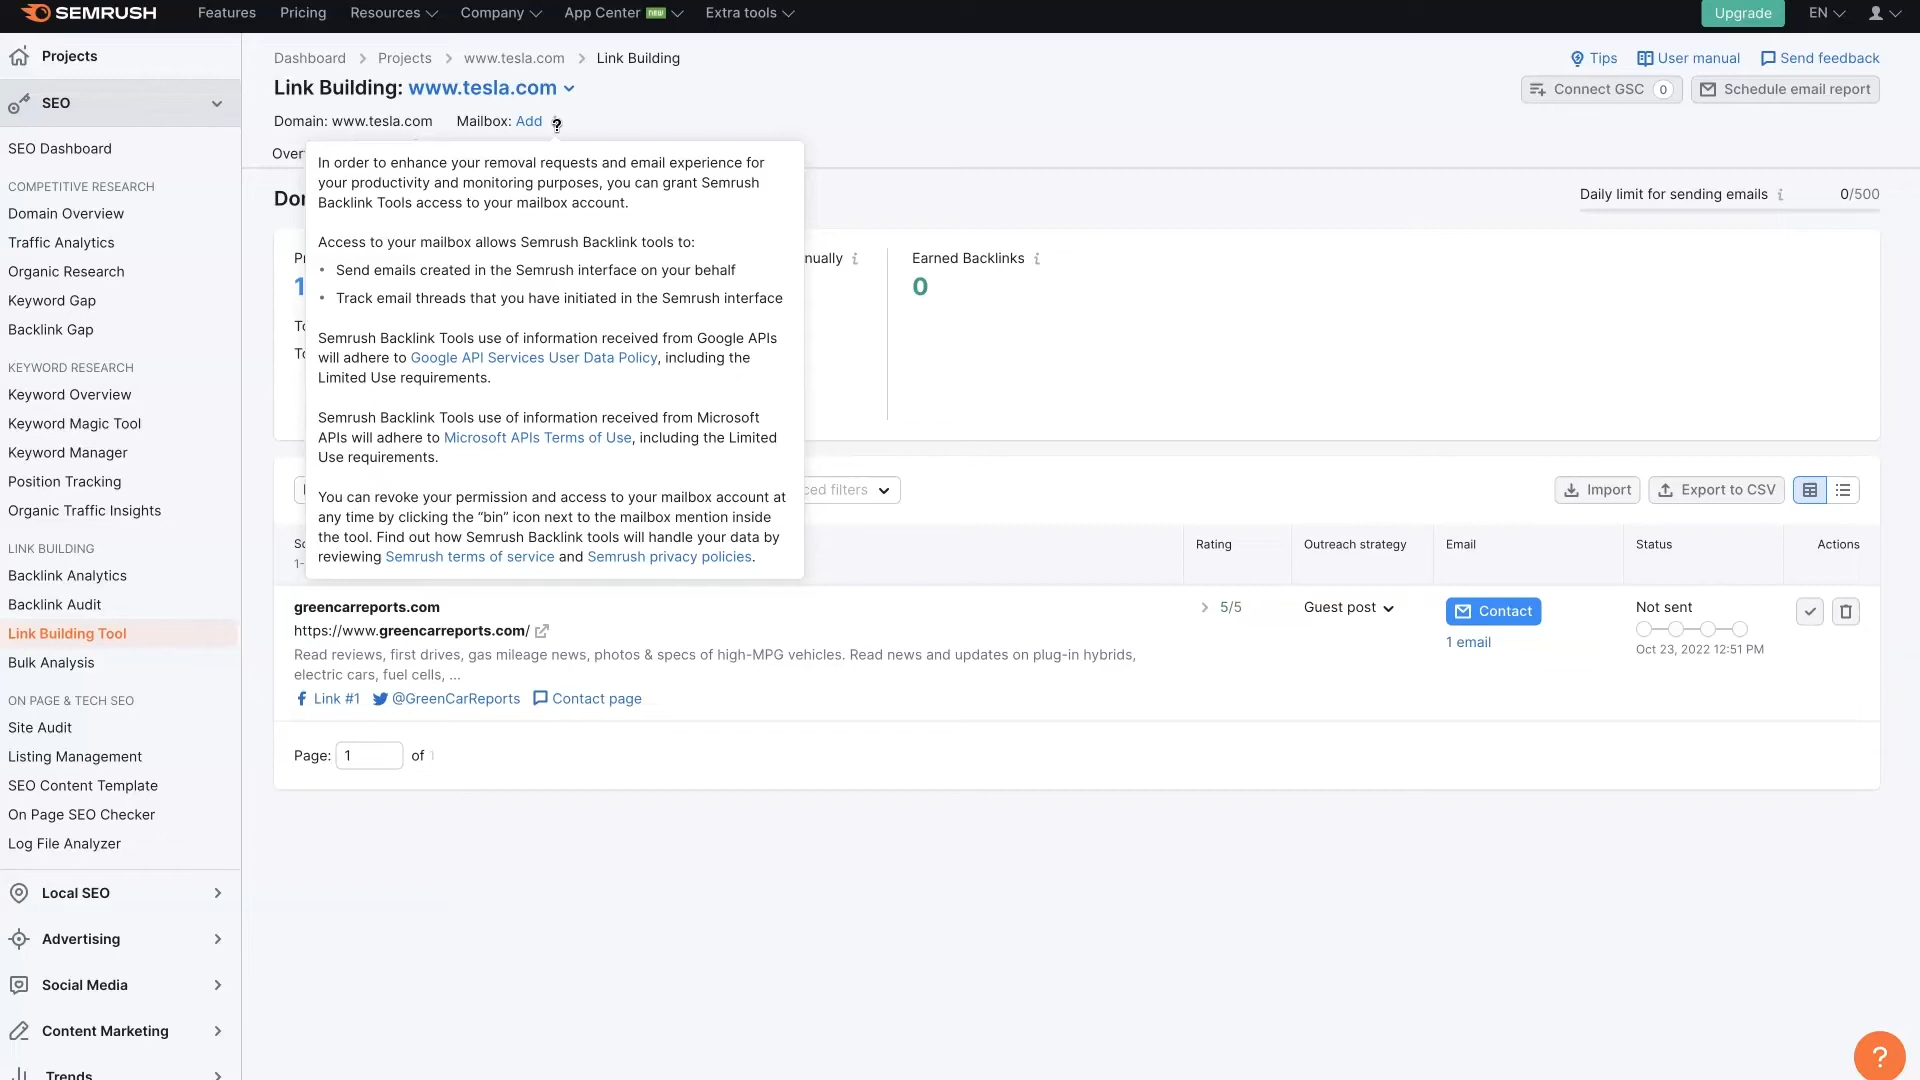 SEMRUSH
Features
Pricing
Resources
Company
App Center new
Extra tools
Upgrade
EN
Projects
SEO
SEO Dashboard
COMPETITIVE RESEARCH
Domain Overview
Traffic Analytics
Organic Research
Keyword Gap
Backlink Gap
KEYWORD RESEARCH
Keyword Overview
Keyword Magic Tool
Keyword Manager
Position Tracking
Organic Traffic Insights
LINK BUILDING
Backlink Analytics
Backlink Audit
Link Building Tool
Bulk Analysis
ON PAGE & TECH SEO
Site Audit
Listing Management
SEO Content Template
On Page SEO Checker
Log File Analyzer
Local SEO
Advertising
Social Media
Content Marketing
Trends
Dashboard > Projects > www.tesla.com > Link Building
Tips
User manual
Send feedback
Link Building: www.tesla.com
Connect GSC 0
Schedule email report
Domain: www.tesla.com Mailbox: Add
Daily limit for sending emails i 0/500
In order to enhance your removal requests and email experience for
your productivity and monitoring purposes, you can grant Semrush
Backlink Tools access to your mailbox account.
Access to your mailbox allows Semrush Backlink tools to:
• Send emails created in the Semrush interface on your behalf
• Track email threads that you have initiated in the Semrush interface
Semrush Backlink Tools use of information received from Google APIs
will adhere to Google API Services User Data Policy, including the
Limited Use requirements.
Semrush Backlink Tools use of information received from Microsoft
APIs will adhere to Microsoft APIs Terms of Use, including the Limited
Use requirements.
You can revoke your permission and access to your mailbox account at
any time by clicking the “bin” icon next to the mailbox mention inside
the tool. Find out how Semrush Backlink tools will handle your data by
reviewing Semrush terms of service and Semrush privacy policies.
Earned Backlinks i
0
filters
Import
Export to CSV
Rating
Outreach strategy
Email
Status
Actions
greencarreports.com
https://www.greencarreports.com/
Read reviews, first drives, gas mileage news, photos & specs of high-MPG vehicles. Read news and updates on plug-in hybrids,
electric cars, fuel cells, ...
Link #1 @GreenCarReports Contact page
5/5
Guest post
Contact
1 email
Not sent
Oct 23, 2022 12:51 PM
Page: 1 of 1
?